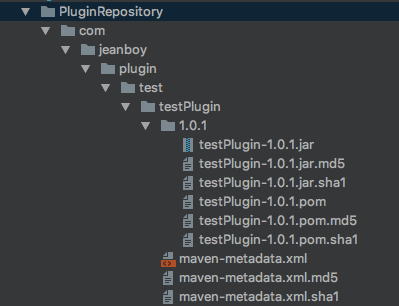 PluginRepository
com
jeanboy
plugin
test
testPlugin
1.0.1
testPlugin-1.0.1.jar
testPlugin-1.0.1.jar.md5
testPlugin-1.0.1.jar.sha1
testPlugin-1.0.1.pom
testPlugin-1.0.1.pom.md5
testPlugin-1.0.1.pom.sha1
maven-metadata.xml
maven-metadata.xml.md5
maven-metadata.xml.sha1